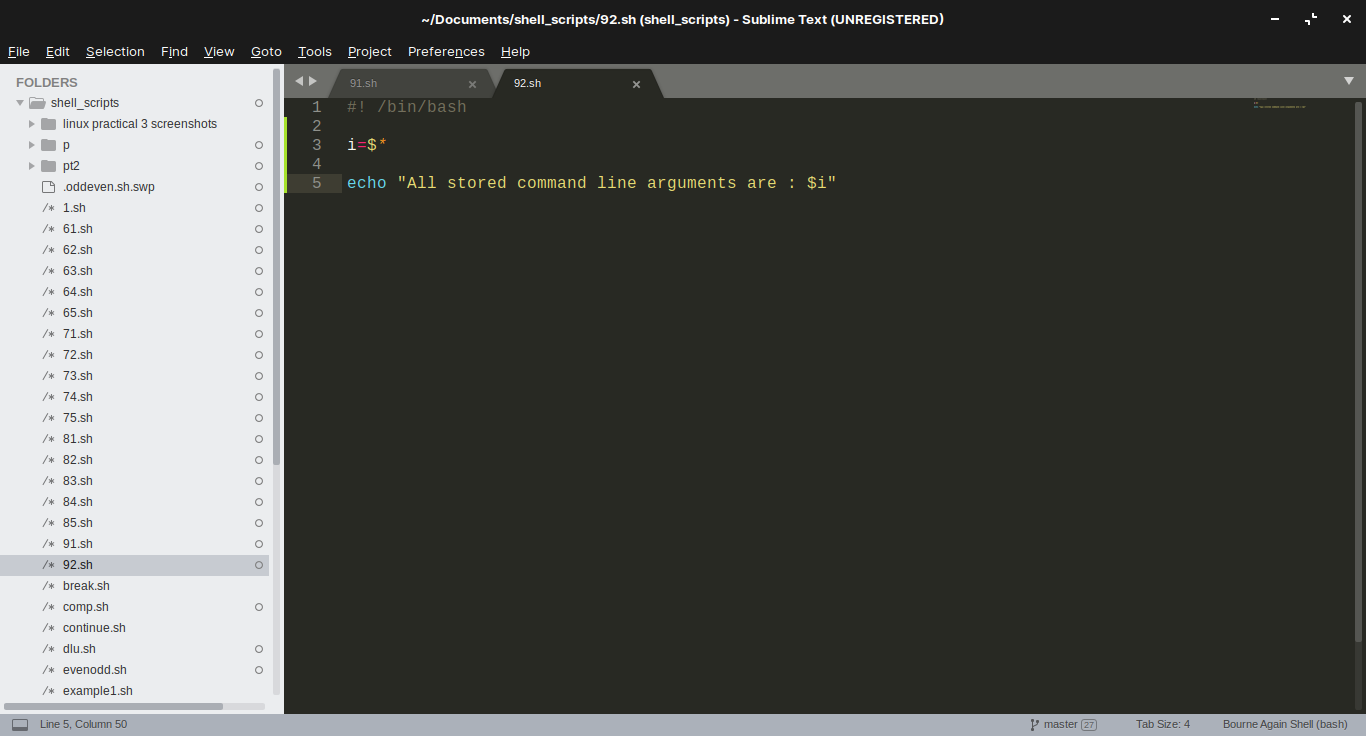 ~/Documents/shell_scripts/92.sh (shell_scripts) - Sublime Text (UNREGISTERED)
File Edit Selection Find View Goto Tools Project Preferences Help
FOLDERS
shell_scripts
linux practical 3 screenshots
p
pt2
.oddeven.sh.swp
/* 1.sh
/* 61.sh
/* 62.sh
/* 63.sh
/* 64.sh
/* 65.sh
/* 71.sh
/* 72.sh
/* 73.sh
/* 74.sh
/* 75.sh
/* 81.sh
/* 82.sh
/* 83.sh
/* 84.sh
/* 85.sh
/* 91.sh
/* 92.sh
/* break.sh
/* comp.sh
/* continue.sh
/* dlu.sh
/* evenodd.sh
/* example1.sh
91.sh 92.sh
1 #! /bin/bash
2
3 i=$*
4
5 echo "All stored command line arguments are : $i"
Line 5, Column 50 master 27 Tab Size: 4 Bourne Again Shell (bash)